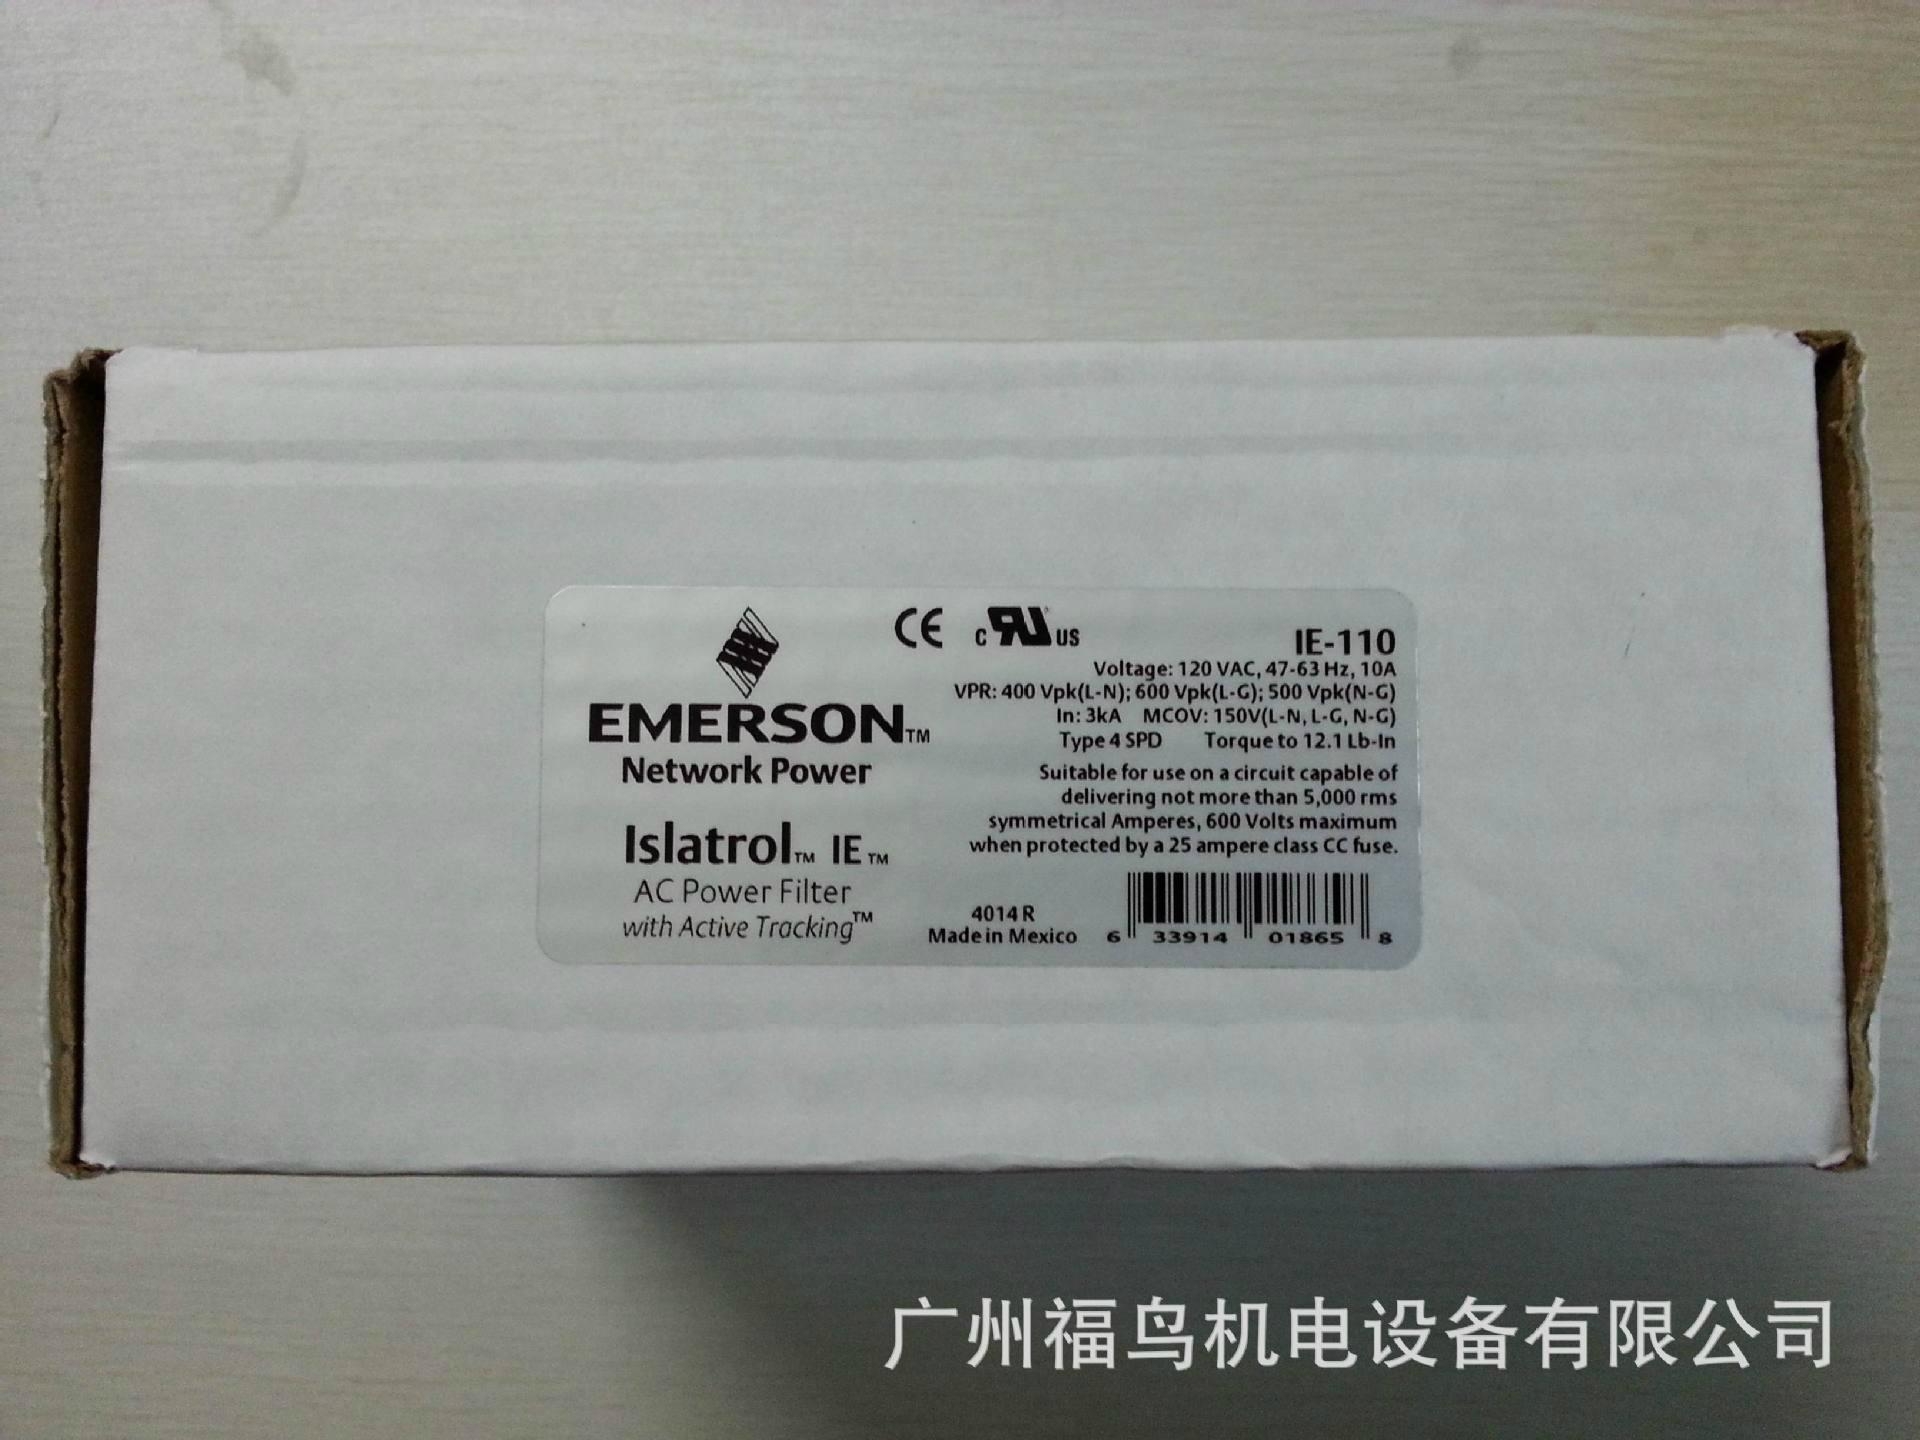 EMERSON™
Network Power
Islatrol™ IE™
AC Power Filter
with Active Tracking™
CE c RU US
IE-110
Voltage: 120 VAC, 47-63 Hz, 10A
VPR: 400 Vpk(L-N); 600 Vpk(L-G); 500 Vpk(N-G)
In: 3kA MCOV: 150V(L-N, L-G, N-G)
Type 4 SPD Torque to 12.1 Lb-In
Suitable for use on a circuit capable of
delivering not more than 5,000 rms
symmetrical Amperes, 600 Volts maximum
when protected by a 25 ampere class CC fuse.
4014 R
Made in Mexico
6 33914 01865 8
广州福鸟机电设备有限公司